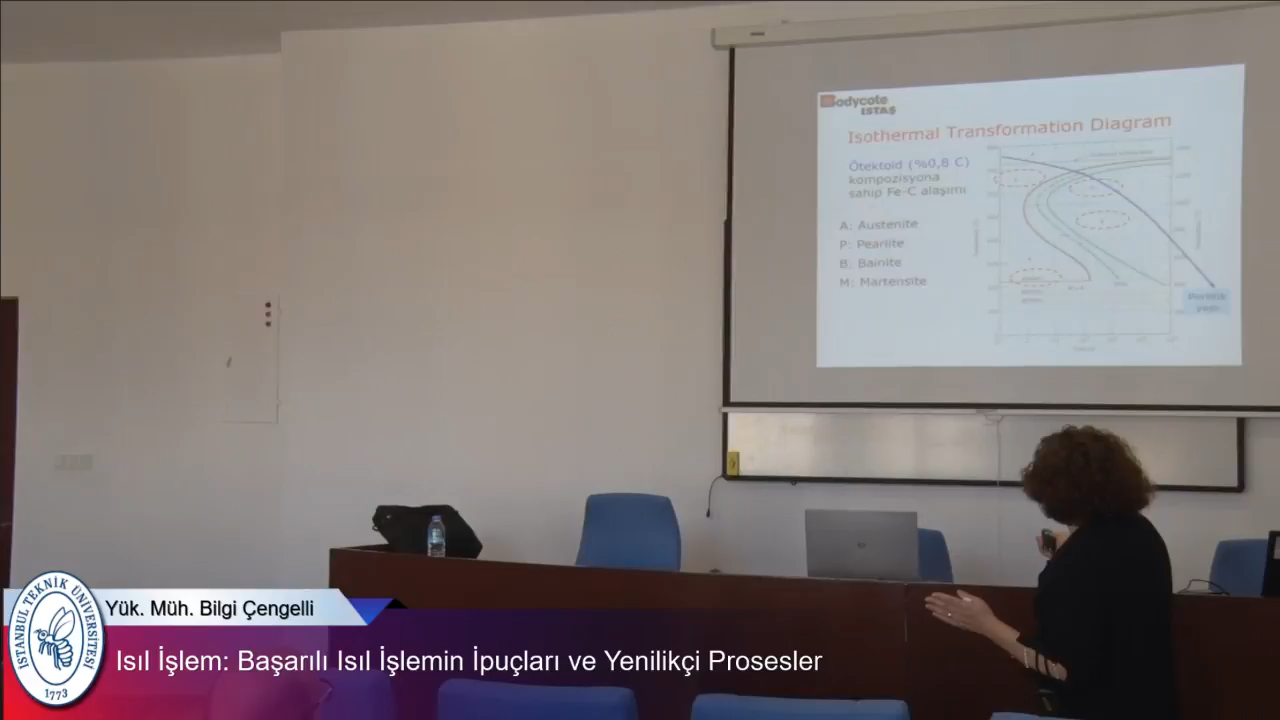 Bodycote
ISTAŞ
Isothermal Transformation Diagram
Ötektoid (%0,8 C)
kompozisyona
sahip Fe-C alaşımı
A: Austenite
P: Pearlite
B: Bainite
M: Martensite
Yük. Müh. Bilgi Çengelli
Isıl İşlem: Başarılı Isıl İşlemin İpuçları ve Yenilikçi Prosesler
İSTANBUL TEKNİK ÜNİVERSİTESİ
1773